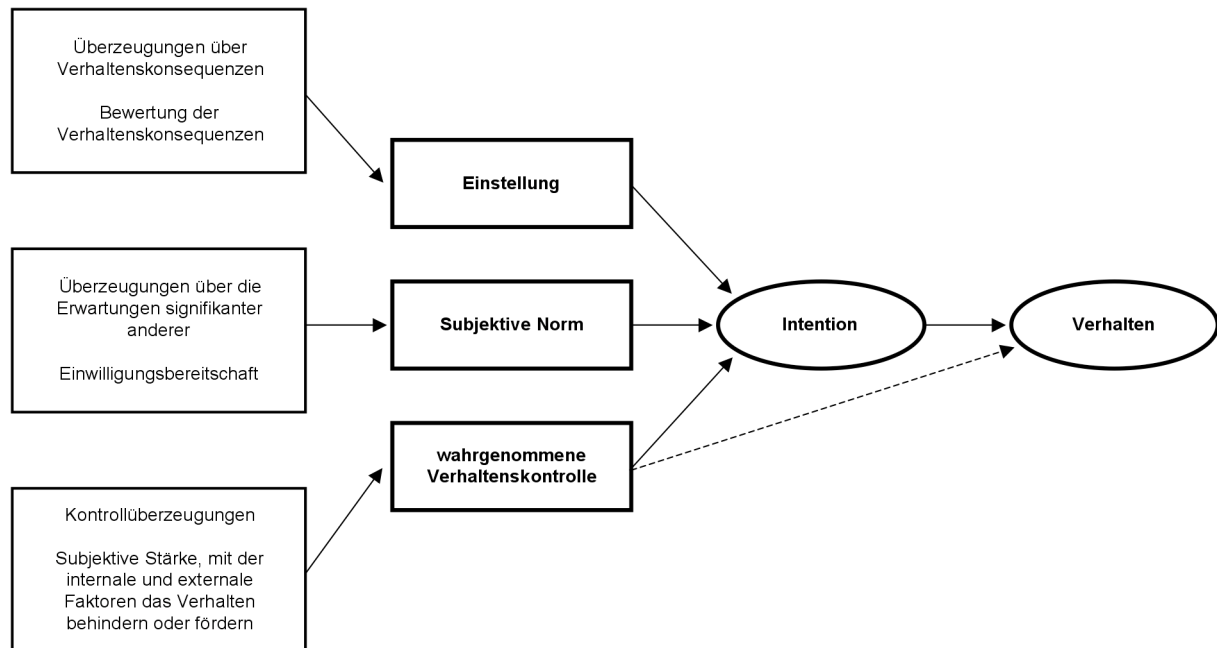 Überzeugungen über
Verhaltenskonsequenzen
Bewertung der
Verhaltenskonsequenzen
Einstellung
Überzeugungen über die
Erwartungen signifikanter
anderer
Einwilligungsbereitschaft
Subjektive Norm
Intention
Verhalten
wahrgenommene
Verhaltenskontrolle
Kontrollüberzeugungen
Subjektive Stärke, mit der
internale und externale
Faktoren das Verhalten
behindern oder fördern